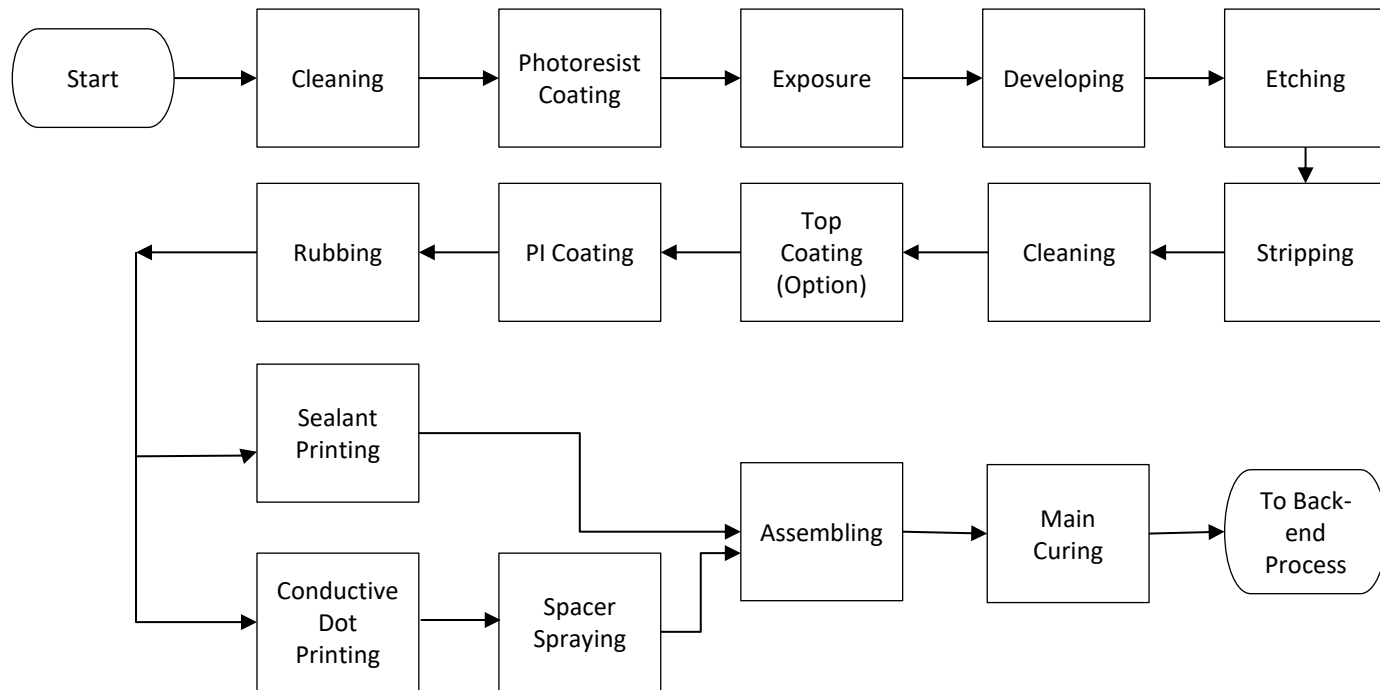 Start
Cleaning
Photoresist
Coating
Exposure
Developing
Etching
Rubbing
PI Coating
Top
Coating
(Option)
Cleaning
Stripping
Sealant
Printing
Assembling
Main
Curing
To Back-
end
Process
Conductive
Dot
Printing
Spacer
Spraying